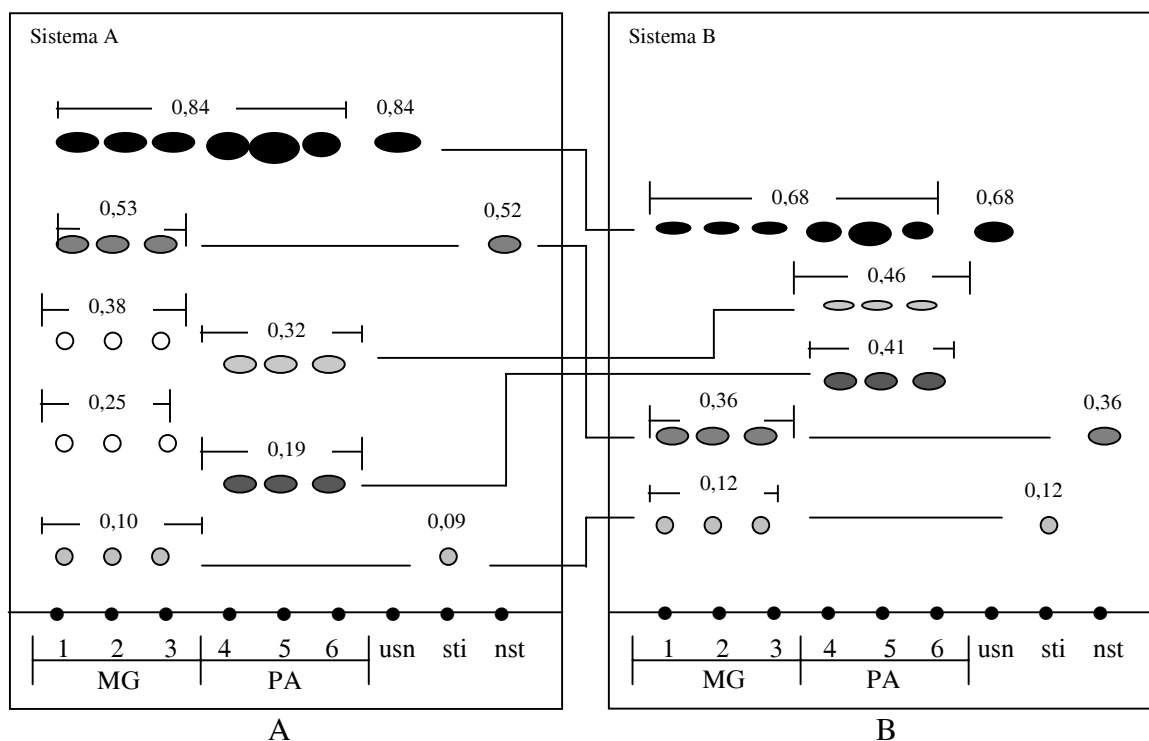 Sistema A
0,84 0,84
0,53 0,52
0,38
0,32
0,25
0,19
0,10 0,09
1 2 3 4 5 6 usn sti nst
MG PA
A
Sistema B
0,68 0,68
0,46
0,41
0,36 0,36
0,12 0,12
1 2 3 4 5 6 usn sti nst
MG PA
B